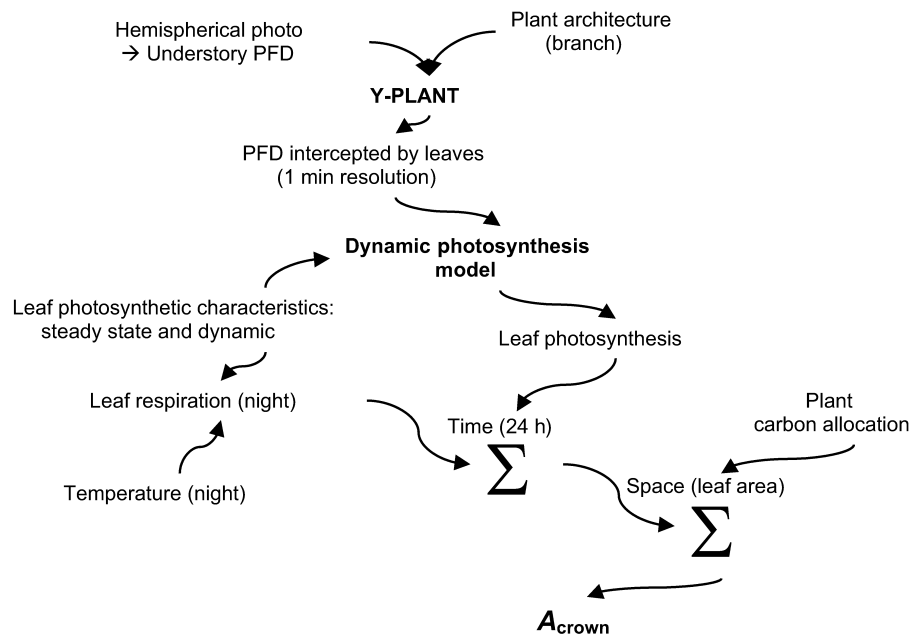 Hemispherical photo
→ Understory PFD
Plant architecture
(branch)
Y-PLANT
PFD intercepted by leaves
(1 min resolution)
Dynamic photosynthesis
model
Leaf photosynthetic characteristics:
steady state and dynamic
Leaf photosynthesis
Leaf respiration (night)
Plant
carbon allocation
Time (24 h)
∑
Temperature (night)
Space (leaf area)
∑
Acrown